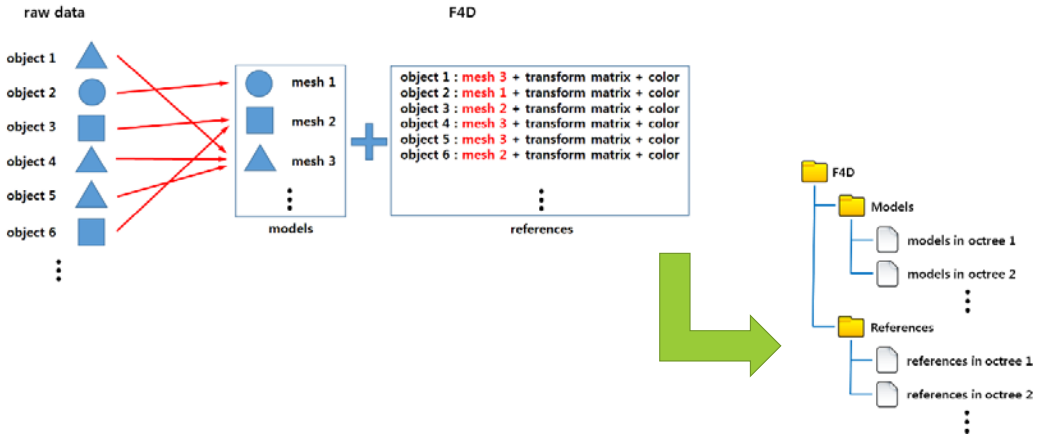 raw data
F4D
object 1
object 2
object 3
object 4
object 5
object 6
mesh 1
mesh 2
mesh 3
models
object 1 : mesh 3 + transform matrix + color
object 2 : mesh 1 + transform matrix + color
object 3 : mesh 2 + transform matrix + color
object 4 : mesh 3 + transform matrix + color
object 5 : mesh 3 + transform matrix + color
object 6 : mesh 2 + transform matrix + color
references
F4D
Models
models in octree 1
models in octree 2
References
references in octree 1
references in octree 2